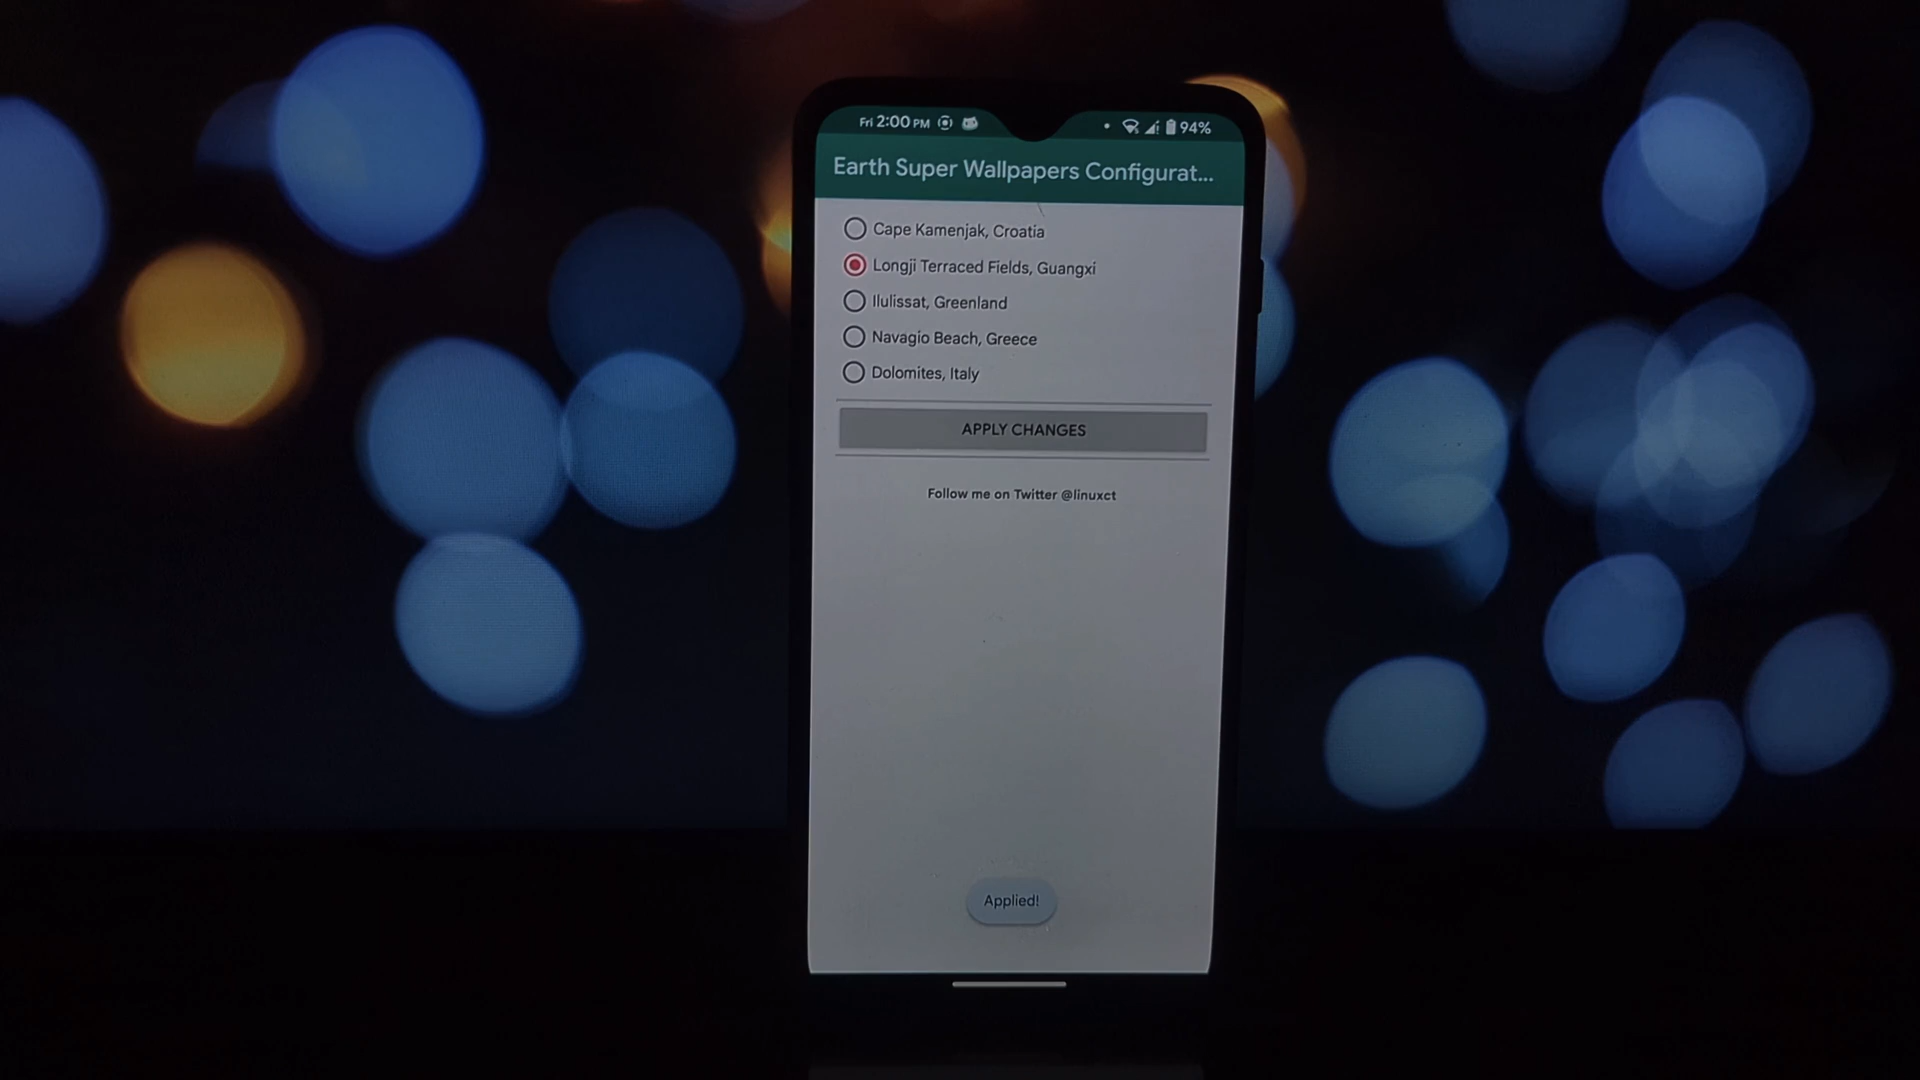 Fri 2:00 PM 94%
Earth Super Wallpapers Configurat...
Cape Kamenjak, Croatia
Longji Terraced Fields, Guangxi
Ilulissat, Greenland
Navagio Beach, Greece
Dolomites, Italy
APPLY CHANGES
Follow me on Twitter @linuxct
Applied!